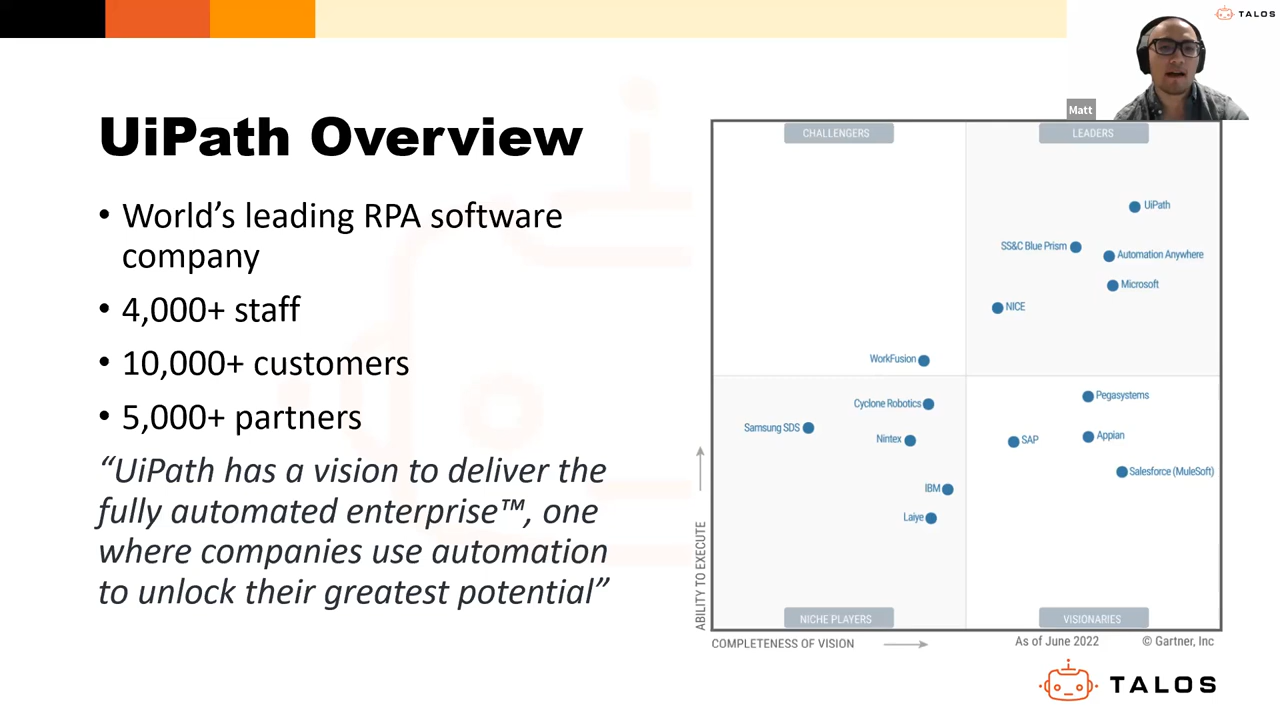 TALOS
Matt
UiPath Overview
• World’s leading RPA software
company
• 4,000+ staff
• 10,000+ customers
• 5,000+ partners
“UiPath has a vision to deliver the
fully automated enterprise™, one
where companies use automation
to unlock their greatest potential”
CHALLENGERS
LEADERS
UiPath
SS&C Blue Prism
Automation Anywhere
Microsoft
NICE
WorkFusion
Pegasystems
Cyclone Robotics
Samsung SDS
Nintex
SAP
Appian
Salesforce (MuleSoft)
IBM
Laiye
NICHE PLAYERS
VISIONARIES
ABILITY TO EXECUTE
COMPLETENESS OF VISION
As of June 2022
© Gartner, Inc
TALOS